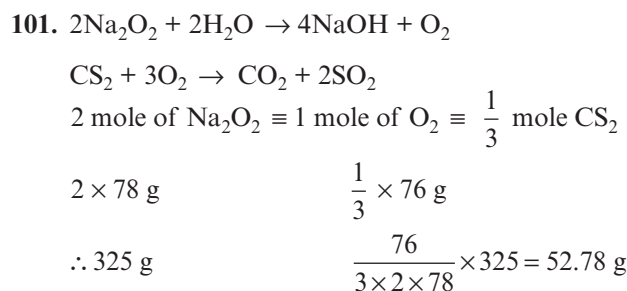 101. 2Na₂O₂ + 2H₂O → 4NaOH + O₂
CS₂ + 3O₂ → CO₂ + 2SO₂
2 mole of Na₂O₂ ≡ 1 mole of O₂ ≡ 1/3 mole CS₂
2 × 78 g 1/3 × 76 g
∴ 325 g 76/(3 × 2 × 78) × 325 = 52.78 g